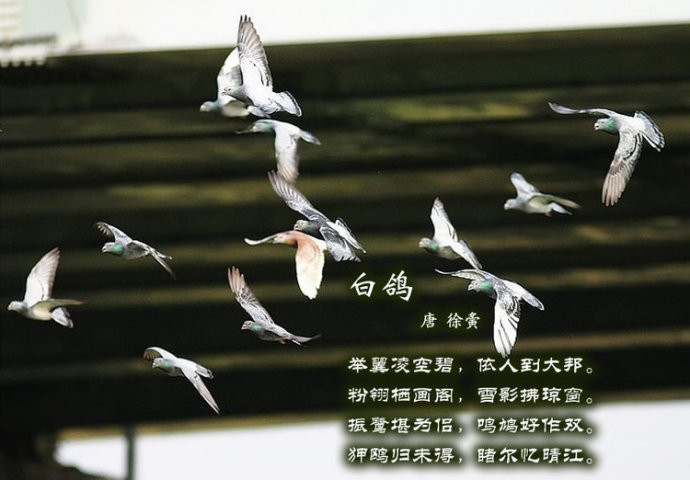 白鸽
唐 徐夤
举翼凌空碧，依人到大邦。
粉翎栖画阁，雪影拂琼窗。
振鹭堪为侣，鸣鸠好作双。
狎鸥归未得，睹尔忆晴江。